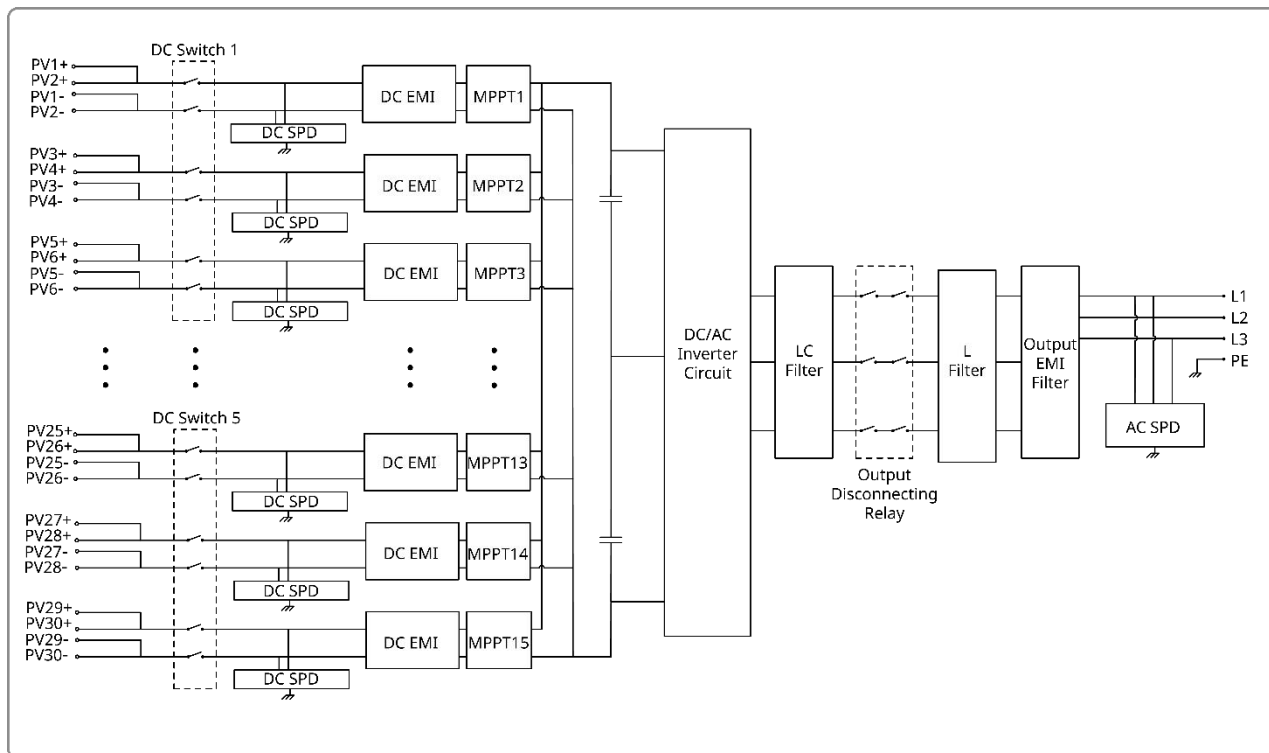 DC Switch 1
PV1+
PV2+
PV1-
PV2-
DC EMI
MPPT1
DC SPD
PV3+
PV4+
PV3-
PV4-
DC EMI
MPPT2
DC SPD
PV5+
PV6+
PV5-
PV6-
DC EMI
MPPT3
DC SPD
DC Switch 5
PV25+
PV26+
PV25-
PV26-
DC EMI
MPPT13
DC SPD
PV27+
PV28+
PV27-
PV28-
DC EMI
MPPT14
DC SPD
PV29+
PV30+
PV29-
PV30-
DC EMI
MPPT15
DC SPD
DC/AC
Inverter
Circuit
LC
Filter
Output
Disconnecting
Relay
L
Filter
Output
EMI
Filter
L1
L2
L3
PE
AC SPD